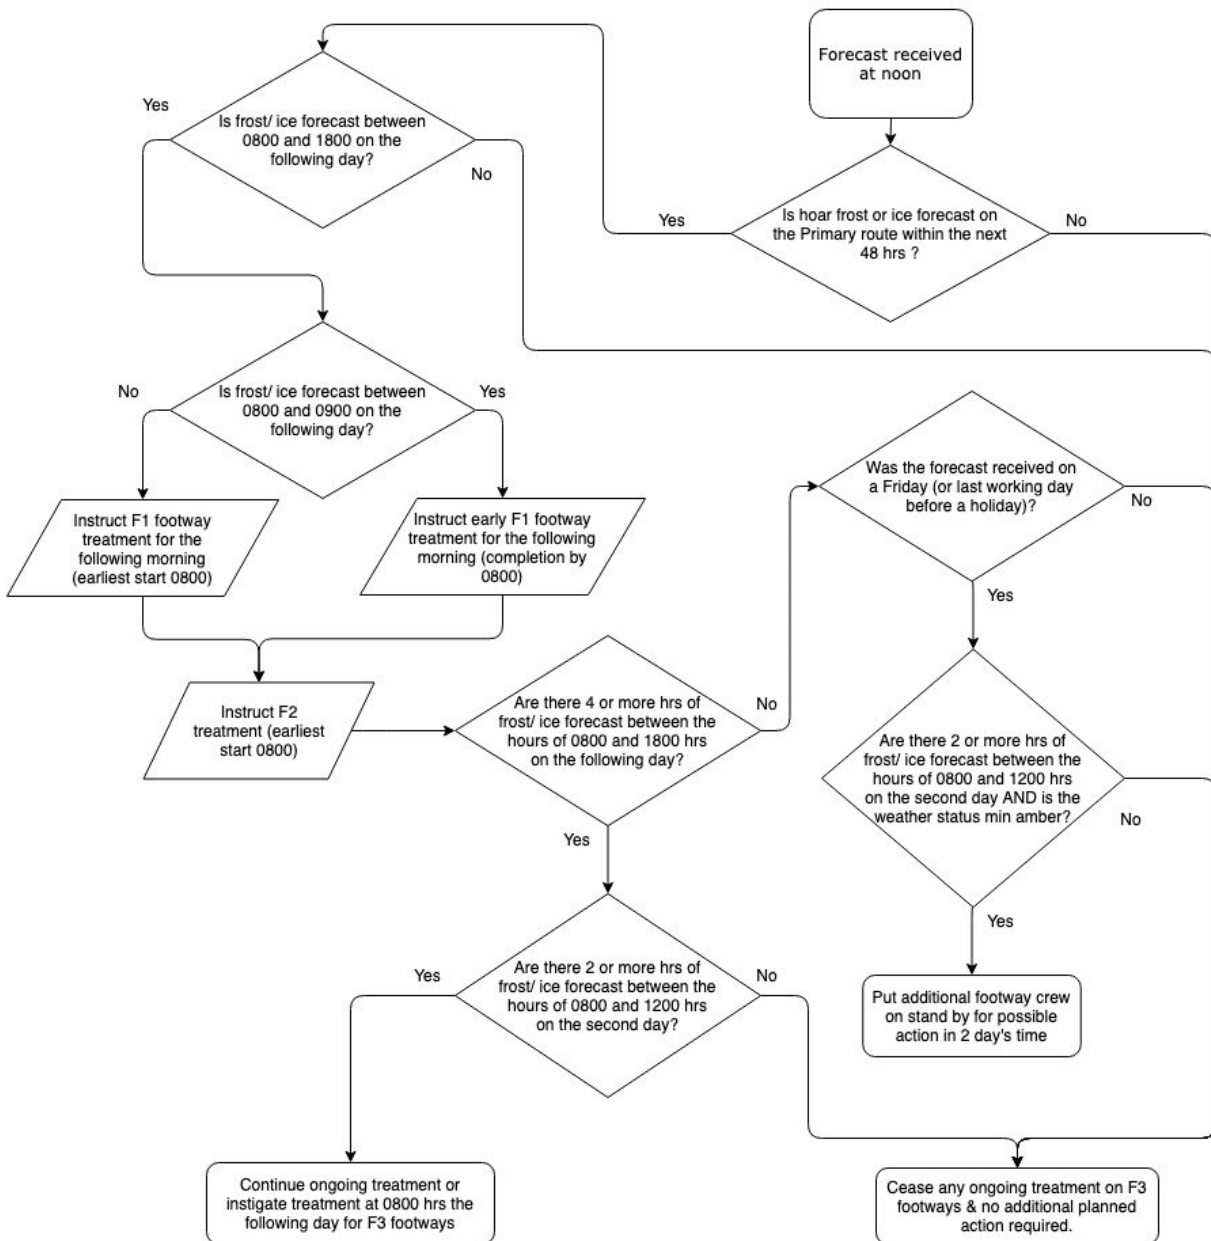 Forecast received
at noon
Is hoar frost or ice forecast on
the Primary route within the next
48 hrs ?
Yes
No
Is frost/ ice forecast between
0800 and 1800 on the
following day?
Yes
No
Is frost/ ice forecast between
0800 and 0900 on the
following day?
No
Yes
Instruct F1 footway
treatment for the
following morning
(earliest start 0800)
Instruct early F1 footway
treatment for the following
morning (completion by
0800)
Instruct F2
treatment (earliest
start 0800)
Are there 4 or more hrs of
frost/ ice forecast between the
hours of 0800 and 1800 hrs
on the following day?
No
Yes
Was the forecast received on
a Friday (or last working day
before a holiday)?
No
Yes
Are there 2 or more hrs of
frost/ ice forecast between the
hours of 0800 and 1200 hrs
on the second day AND is the
weather status min amber?
No
Yes
Put additional footway crew
on stand by for possible
action in 2 day's time
Are there 2 or more hrs of
frost/ ice forecast between the
hours of 0800 and 1200 hrs
on the second day?
Yes
No
Continue ongoing treatment or
instigate treatment at 0800 hrs the
following day for F3 footways
Cease any ongoing treatment on F3
footways & no additional planned
action required.